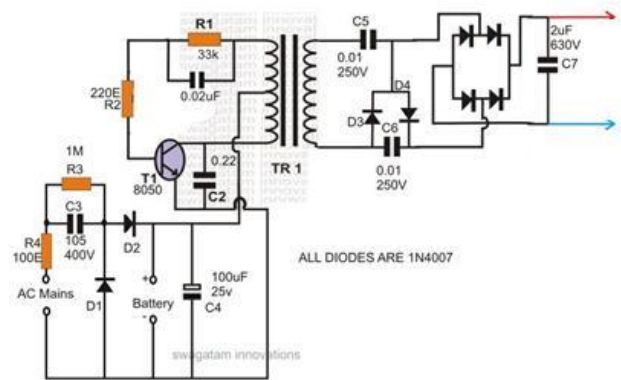 R1
33k
0.02uF
220E
R2
T1
8050
0.22
C2
TR 1
C5
0.01
250V
D4
D3
C6
0.01
250V
2uF
630V
C7
1M
R3
C3
105
400V
R4
100E
D2
D1
AC Mains
+
Battery
-
100uF
25v
C4
ALL DIODES ARE 1N4007
swagatam innovations